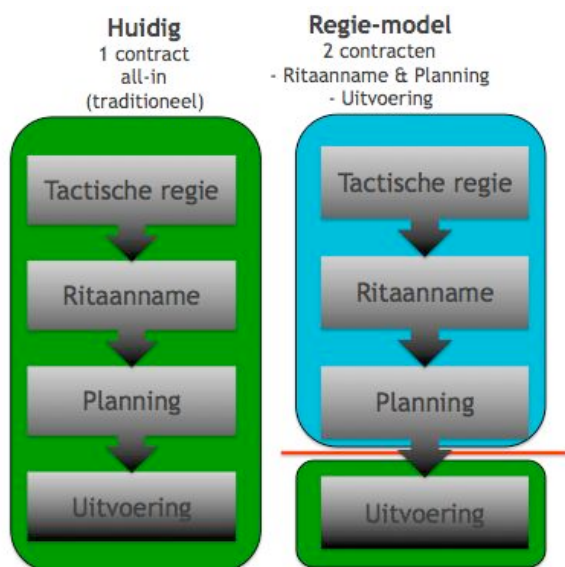 Huidig
1 contract
all-in
(traditioneel)
Tactische regie
Ritaanname
Planning
Uitvoering
Regie-model
2 contracten
- Ritaanname & Planning
- Uitvoering
Tactische regie
Ritaanname
Planning
Uitvoering